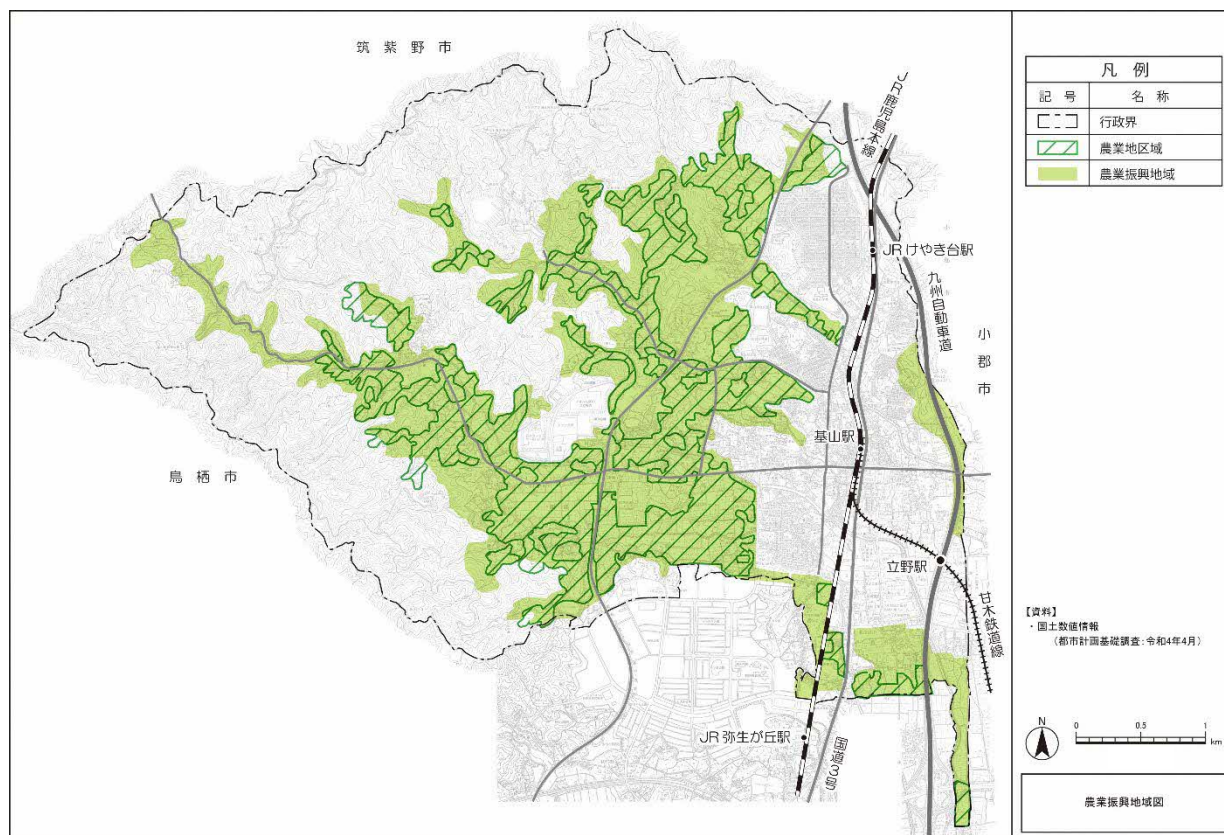 筑紫野市
JR鹿児島本線
JRけやき台駅
九州自動車道
小郡市
基山駅
鳥栖市
立野駅
甘木鉄道線
JR弥生が丘駅
国道3号
凡例
記号 名称
行政界
農業地区域
農業振興地域
【資料】
・国土数値情報
（都市計画基礎調査：令和4年4月）
N
0 0.5 1
km
農業振興地域図